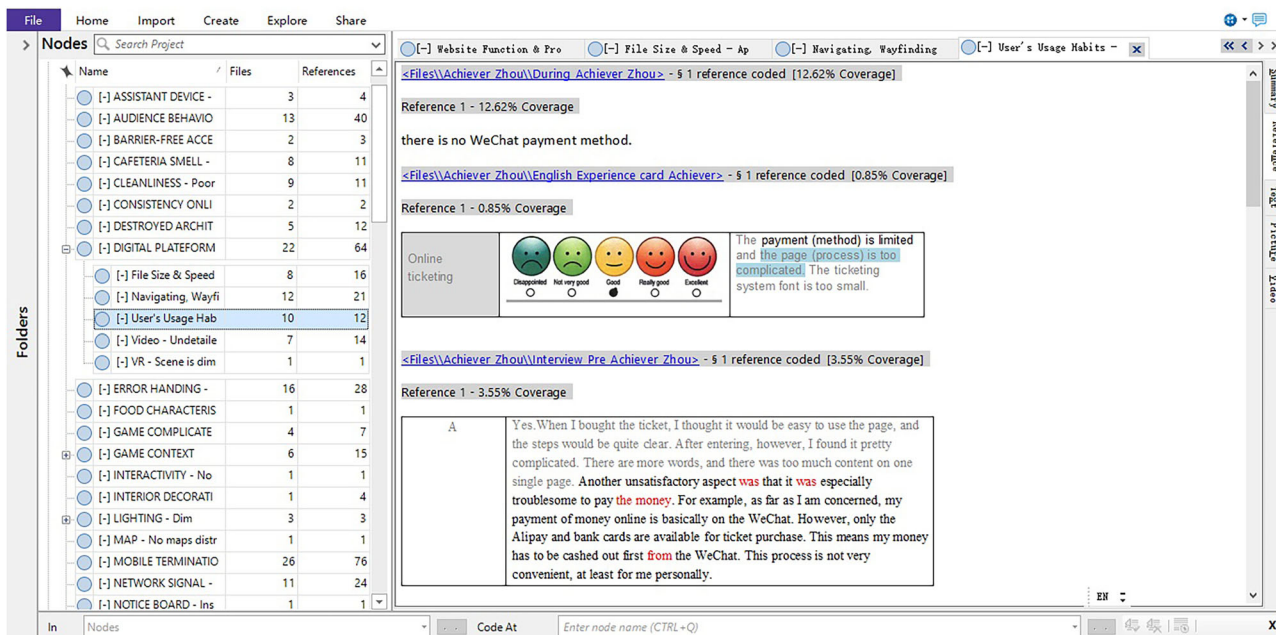 File Home Import Create Explore Share
Nodes Search Project
[-] Website Function & Pro [-] File Size & Speed - Ap [-] Navigating, Wayfinding [-] User's Usage Habits -
Name Files References
[-] ASSISTANT DEVICE - 3 4
[-] AUDIENCE BEHAVIO 13 40
[-] BARRIER-FREE ACCE 2 3
[-] CAFETERIA SMELL - 8 11
[-] CLEANLINESS - Poor 9 11
[-] CONSISTENCY ONLI 2 2
[-] DESTROYED ARCHIT 5 12
[-] DIGITAL PLATEFORM 22 64
[-] File Size & Speed 8 16
[-] Navigating, Wayfi 12 21
[-] User's Usage Hab 10 12
[-] Video - Undetaile 7 14
[-] VR - Scene is dim 1 1
[-] ERROR HANDING - 16 28
[-] FOOD CHARACTERIS 1 1
[-] GAME COMPLICATE 4 7
[-] GAME CONTEXT 6 15
[-] INTERACTIVITY - No 1 1
[-] INTERIOR DECORATI 1 4
[-] LIGHTING - Dim 3 3
[-] MAP - No maps distr 1 1
[-] MOBILE TERMINATIO 26 76
[-] NETWORK SIGNAL - 11 24
[-] NOTICE BOARD - Ins 1 1
Folders
<Files\\Achiever Zhou\\During Achiever Zhou> - § 1 reference coded [12.62% Coverage]
Reference 1 - 12.62% Coverage
there is no WeChat payment method.
<Files\\Achiever Zhou\\English Experience card Achiever> - § 1 reference coded [0.85% Coverage]
Reference 1 - 0.85% Coverage
Online
ticketing
Disappointed Not very good Good Really good Excellent
The payment (method) is limited
and the page (process) is too
complicated. The ticketing
system font is too small.
<Files\\Achiever Zhou\\Interview Pre Achiever Zhou> - § 1 reference coded [3.55% Coverage]
Reference 1 - 3.55% Coverage
A
Yes.When I bought the ticket, I thought it would be easy to use the page, and
the steps would be quite clear. After entering, however, I found it pretty
complicated. There are more words, and there was too much content on one
single page. Another unsatisfactory aspect was that it was especially
troublesome to pay the money. For example, as far as I am concerned, my
payment of money online is basically on the WeChat. However, only the
Alipay and bank cards are available for ticket purchase. This means my money
has to be cashed out first from the WeChat. This process is not very
convenient, at least for me personally.
Summary
Reference
Text
Picture
Video
EN
In Nodes Code At Enter node name (CTRL+Q) X